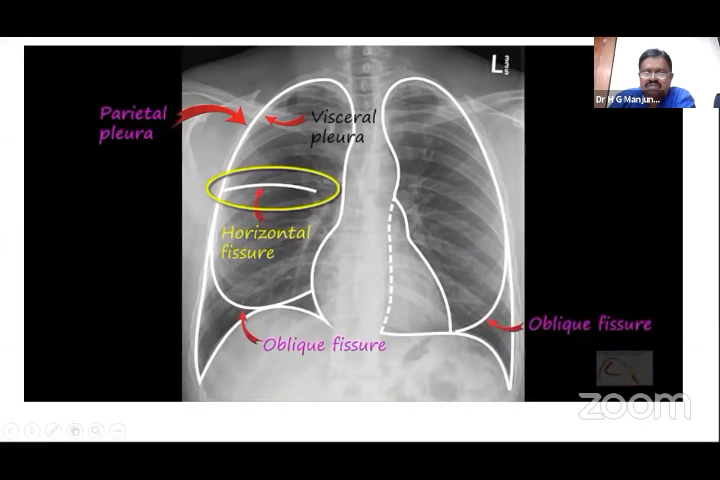 L
Dr H G Manjun...
Parietal
pleura
Visceral
pleura
Horizontal
fissure
Oblique fissure
Oblique fissure
zoom